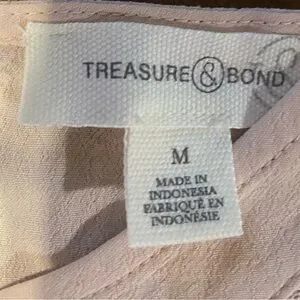 TREASURE & BOND
M
MADE IN
INDONESIA
FABRIQUÉ EN
INDONÉSIE